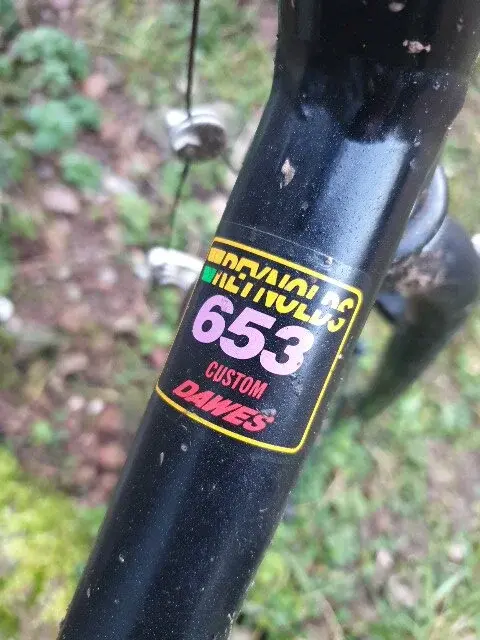 REYNOLDS
653
CUSTOM
DAWES